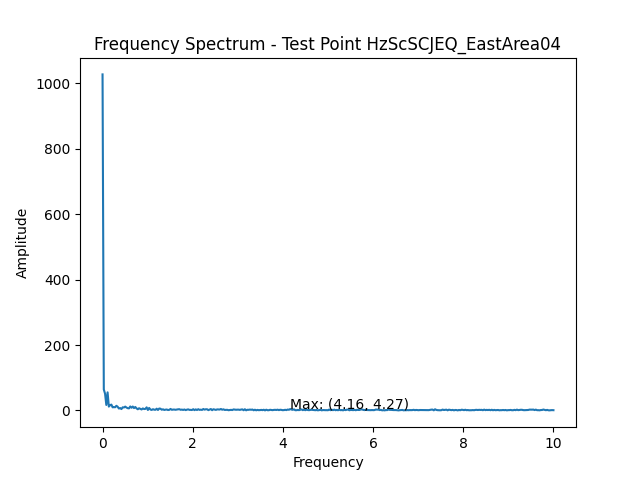 Frequency Spectrum - Test Point HzScSCJEQ_EastArea04
1000
800
600
400
200
0
Amplitude
Max: (4.16, 4.27)
0 2 4 6 8 10
Frequency